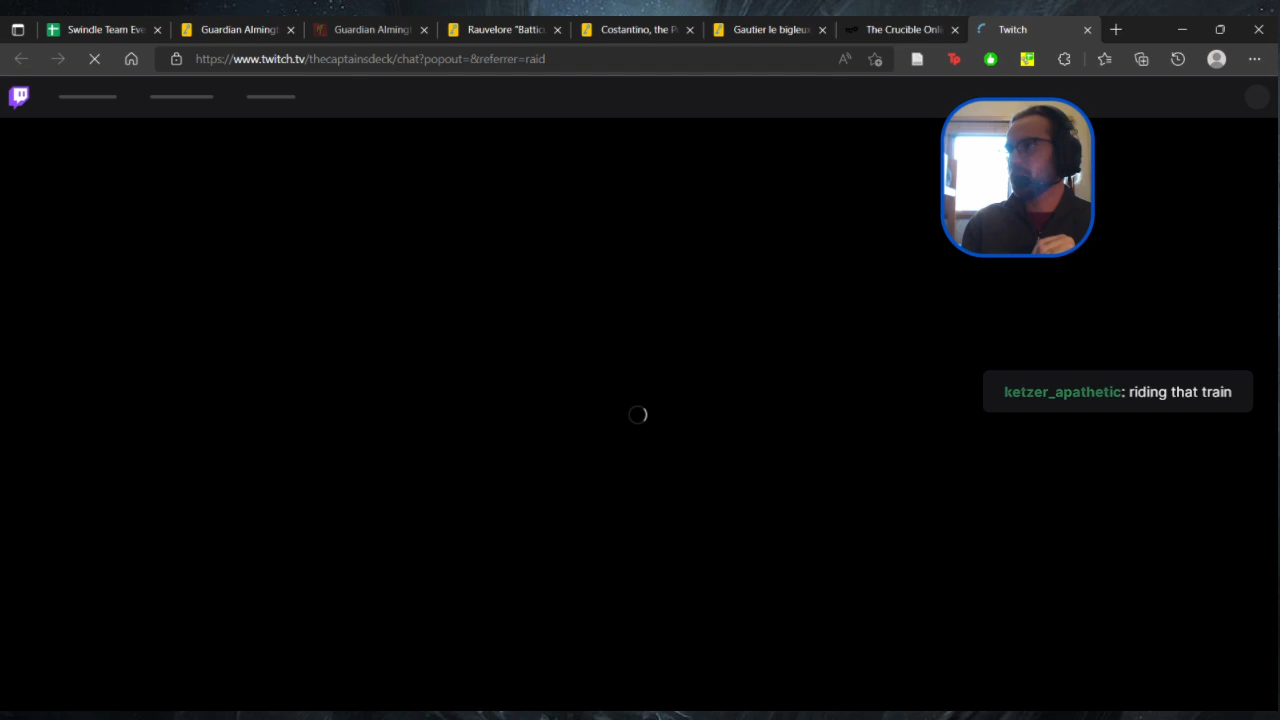 Swindle Team Eve
Guardian Almingt
Guardian Almingt
Rauvelore "Battic
Costantino, the P
Gautier le bigleux
The Crucible Onli
Twitch
https://www.twitch.tv/thecaptainsdeck/chat?popout=&referrer=raid
ketzer_apathetic: riding that train